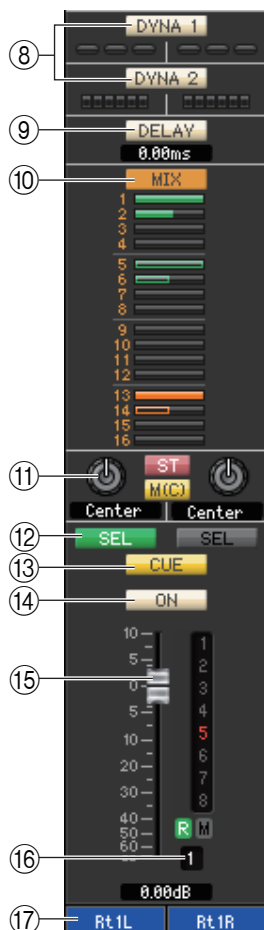 ⑧ DYNA 1
DYNA 2
⑨ DELAY
0.00ms
⑩ MIX
1
2
3
4
5
6
7
8
9
10
11
12
13
14
15
16
⑪ ST
M(C)
Center Center
⑫ SEL SEL
⑬ CUE
⑭ ON
10
5
⑮ 0
5
10
20
30
40
50
60
1
2
3
4
5
6
7
8
R M
⑯ 1
0.00dB
⑰ Rt1L Rt1R